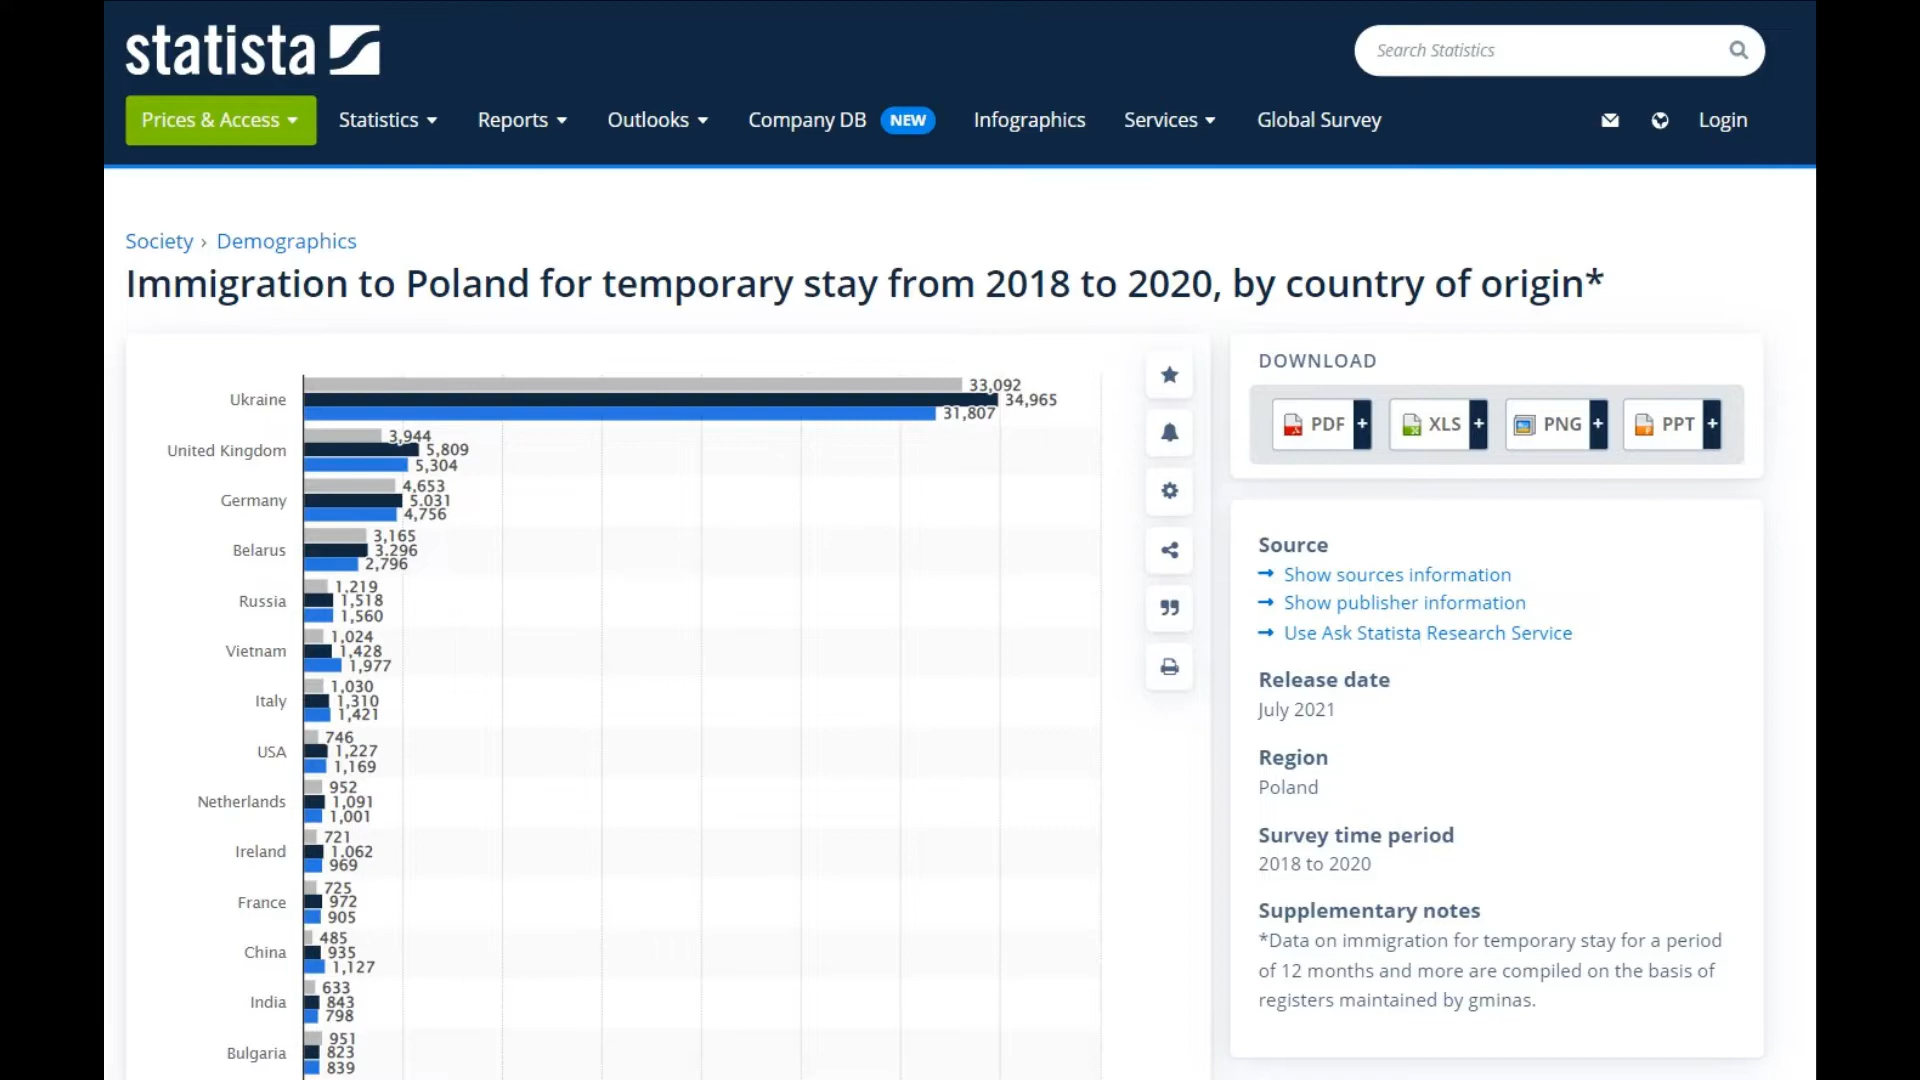 statista
Search Statistics
Prices & Access
Statistics
Reports
Outlooks
Company DB NEW
Infographics
Services
Global Survey
Login
Society › Demographics
Immigration to Poland for temporary stay from 2018 to 2020, by country of origin*
Ukraine
33,092
34,965
31,807
United Kingdom
3,944
5,809
5,304
Germany
4,653
5.031
4,756
Belarus
3,165
3.296
2,796
Russia
1,219
1,518
1,560
Vietnam
1,024
1,428
1,977
Italy
1,030
1,310
1,421
USA
746
1,227
1,169
Netherlands
952
1,091
1,001
Ireland
721
1.062
969
France
725
972
905
China
485
935
1,127
India
633
843
798
Bulgaria
951
823
839
DOWNLOAD
PDF +
XLS +
PNG +
PPT +
Source
→ Show sources information
→ Show publisher information
→ Use Ask Statista Research Service
Release date
July 2021
Region
Poland
Survey time period
2018 to 2020
Supplementary notes
*Data on immigration for temporary stay for a period
of 12 months and more are compiled on the basis of
registers maintained by gminas.